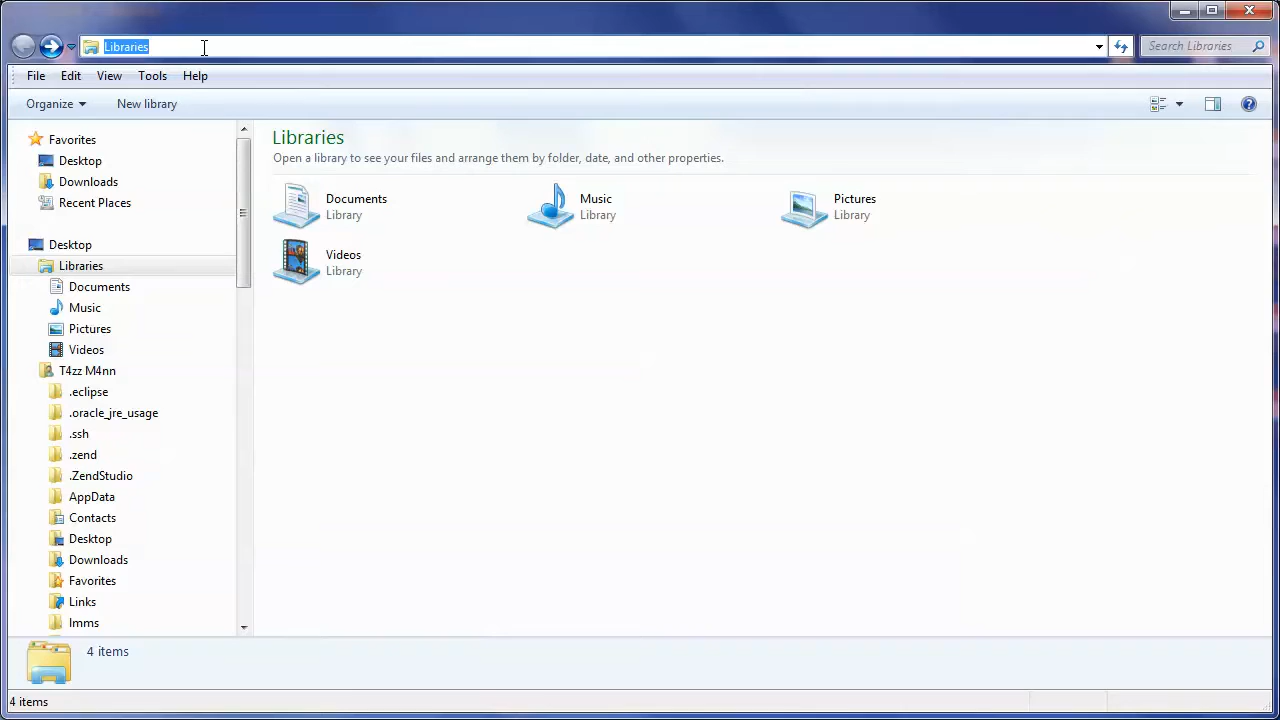 Libraries
Search Libraries
File Edit View Tools Help
Organize New library
Favorites
Desktop
Downloads
Recent Places
Desktop
Libraries
Documents
Music
Pictures
Videos
T4zz M4nn
.eclipse
.oracle_jre_usage
.ssh
.zend
.ZendStudio
AppData
Contacts
Desktop
Downloads
Favorites
Links
lmms
Libraries
Open a library to see your files and arrange them by folder, date, and other properties.
Documents
Library
Music
Library
Pictures
Library
Videos
Library
4 items
4 items